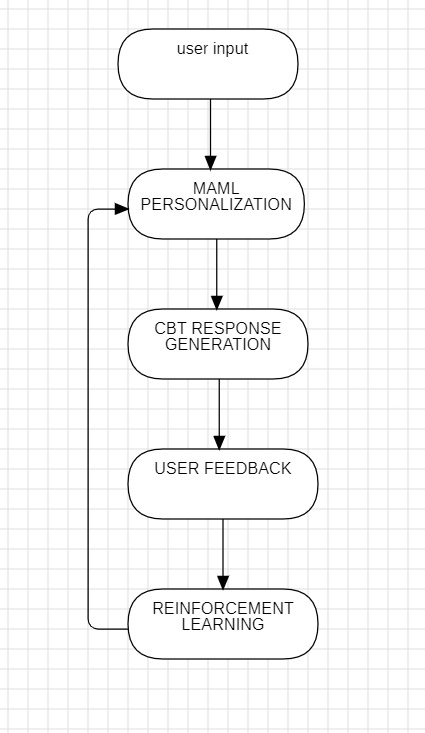 user input
MAML
PERSONALIZATION
CBT RESPONSE
GENERATION
USER FEEDBACK
REINFORCEMENT
LEARNING